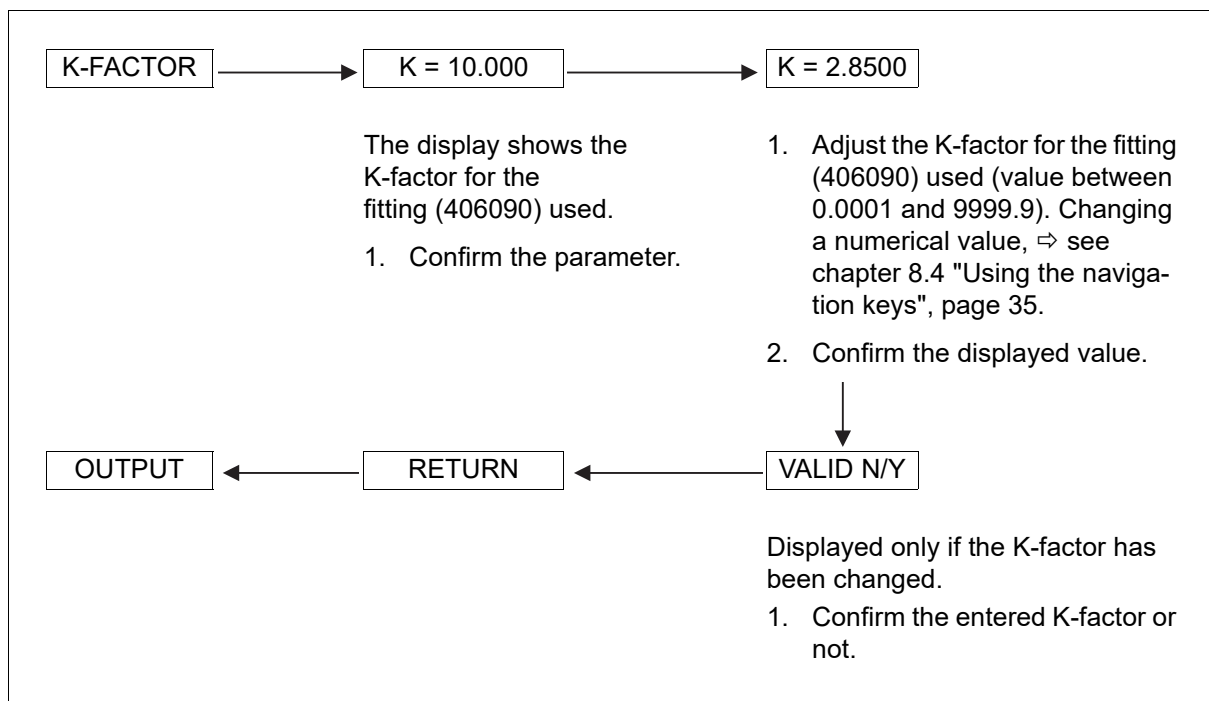 K-FACTOR
K = 10.000
K = 2.8500
The display shows the
K-factor for the
fitting (406090) used.
1. Confirm the parameter.
1. Adjust the K-factor for the fitting
(406090) used (value between
0.0001 and 9999.9). Changing
a numerical value, ⇨ see
chapter 8.4 "Using the naviga-
tion keys", page 35.
2. Confirm the displayed value.
OUTPUT
RETURN
VALID N/Y
Displayed only if the K-factor has
been changed.
1. Confirm the entered K-factor or
not.